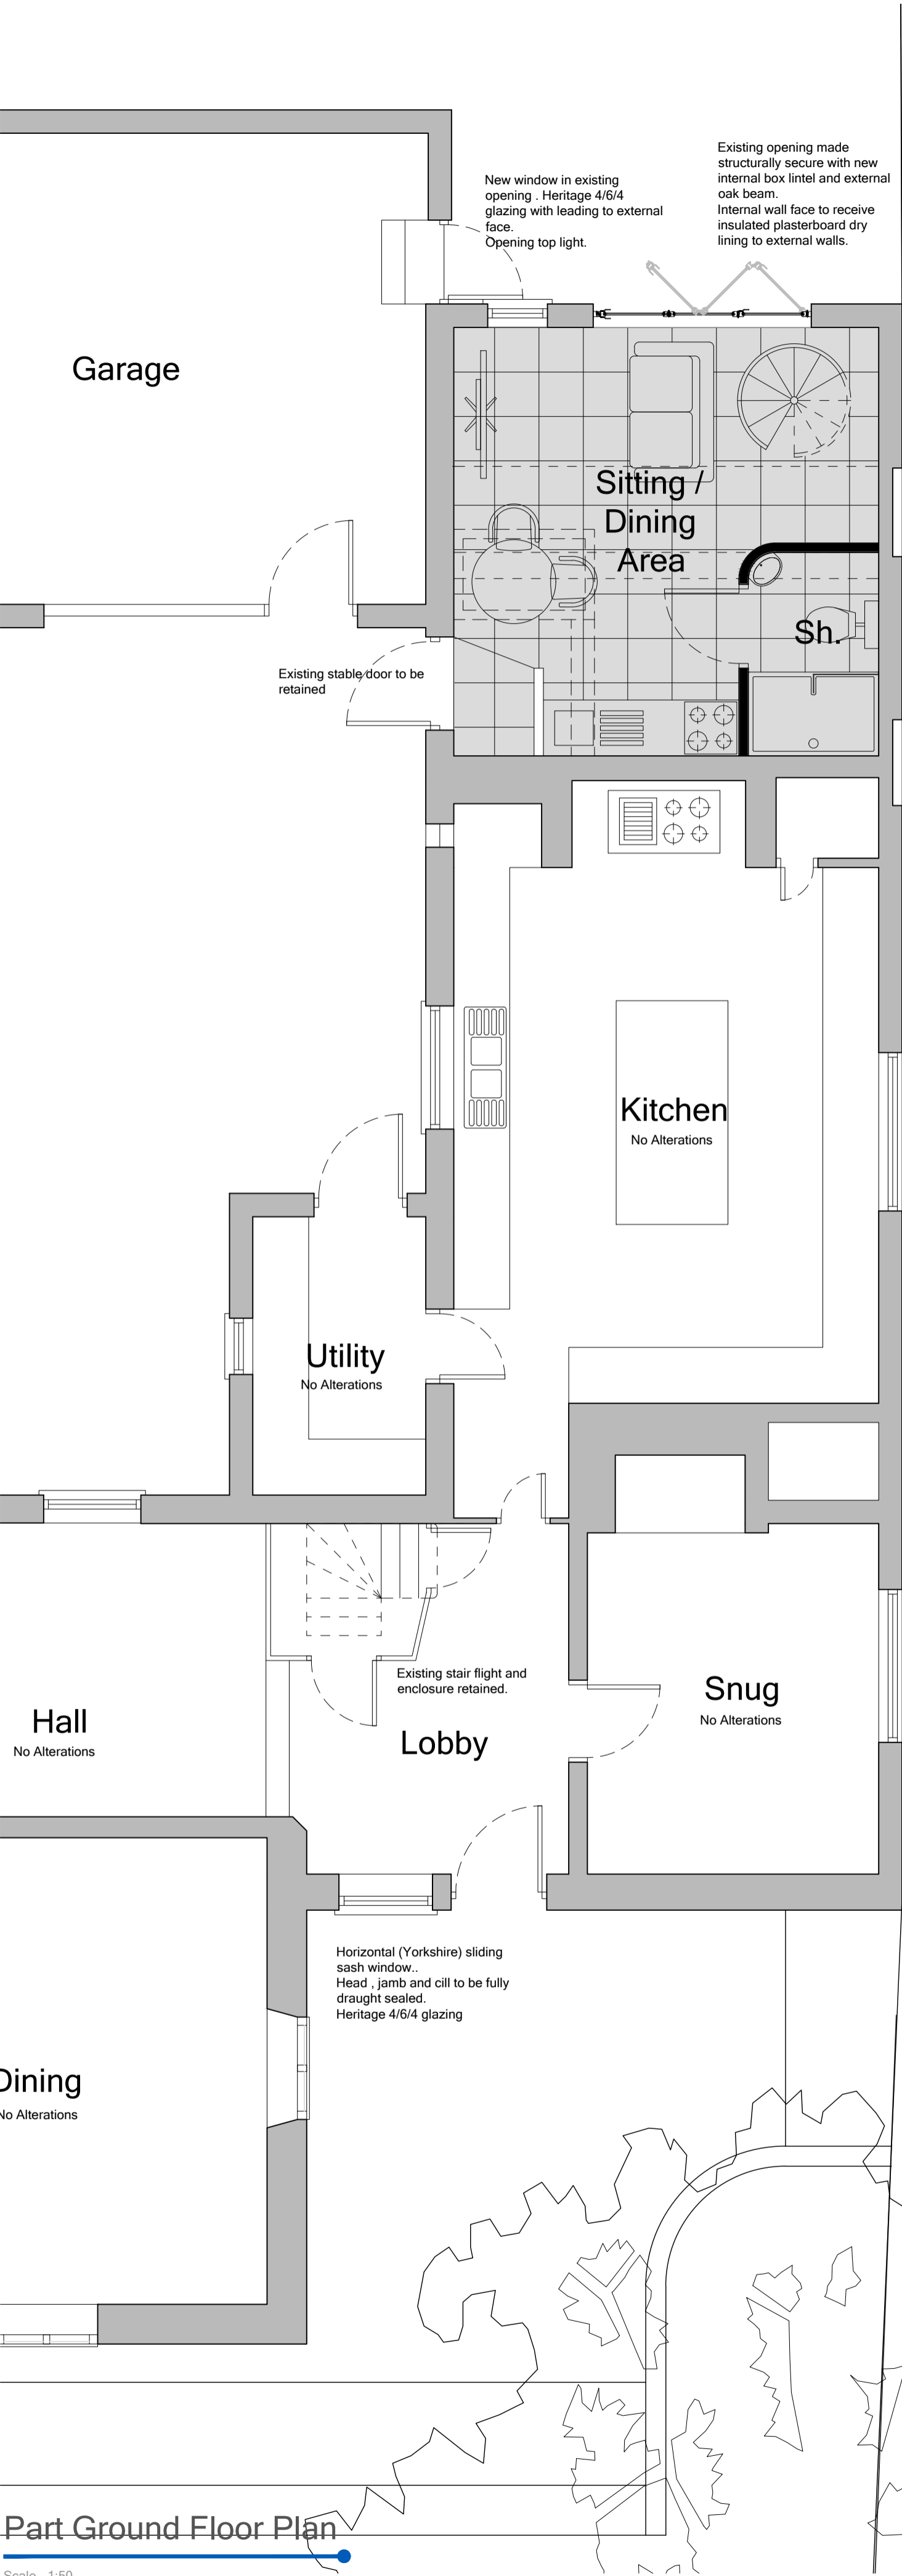 Existing opening made
structurally secure with new
internal box lintel and external
oak beam.
Internal wall face to receive
insulated plasterboard dry
lining to external walls.
New window in existing
opening . Heritage 4/6/4
glazing with leading to external
face.
Opening top light.
Garage
Sitting /
Dining
Area
Sh.
Existing stable door to be
retained
Kitchen
No Alterations
Utility
No Alterations
Existing stair flight and
enclosure retained.
Snug
No Alterations
Hall
No Alterations
Lobby
Horizontal (Yorkshire) sliding
sash window..
Head , jamb and cill to be fully
draught sealed.
Heritage 4/6/4 glazing
Dining
No Alterations
Part Ground Floor Plan
Scale - 1:50